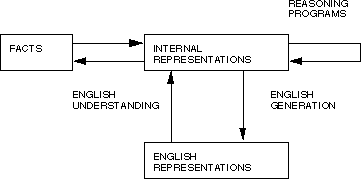 REASONING
PROGRAMS
FACTS
INTERNAL
REPRESENTATIONS
ENGLISH
UNDERSTANDING
ENGLISH
GENERATION
ENGLISH
REPRESENTATIONS